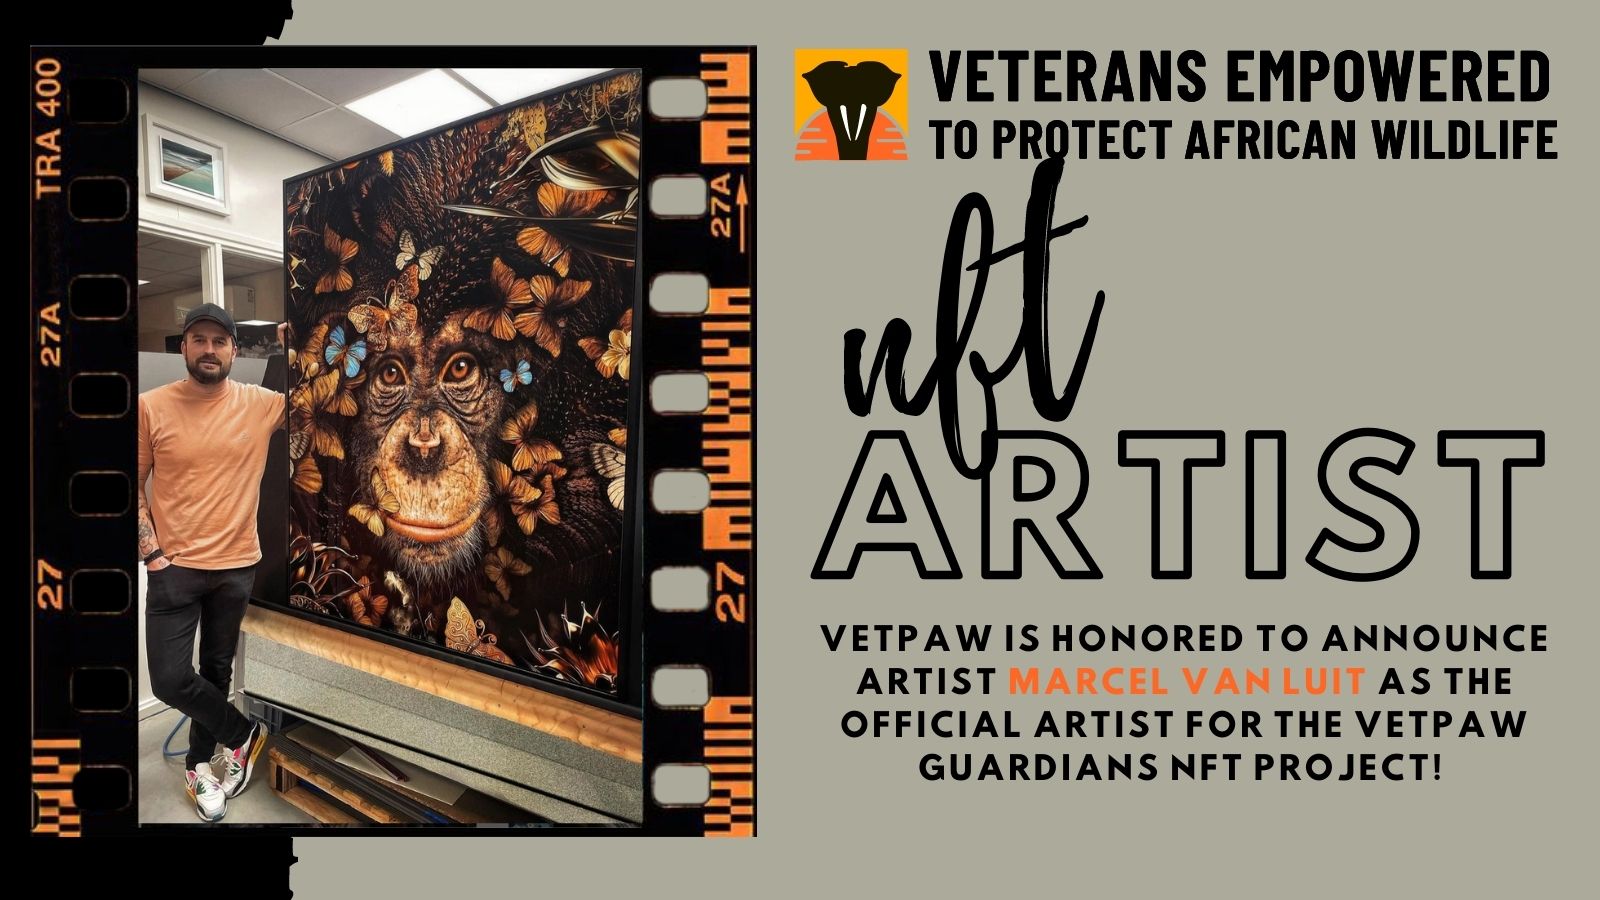 TRA 400
27A
27
27A
27
VETERANS EMPOWERED
TO PROTECT AFRICAN WILDLIFE
nft
ARTIST
VETPAW IS HONORED TO ANNOUNCE
ARTIST MARCEL VAN LUIT AS THE
OFFICIAL ARTIST FOR THE VETPAW
GUARDIANS NFT PROJECT!